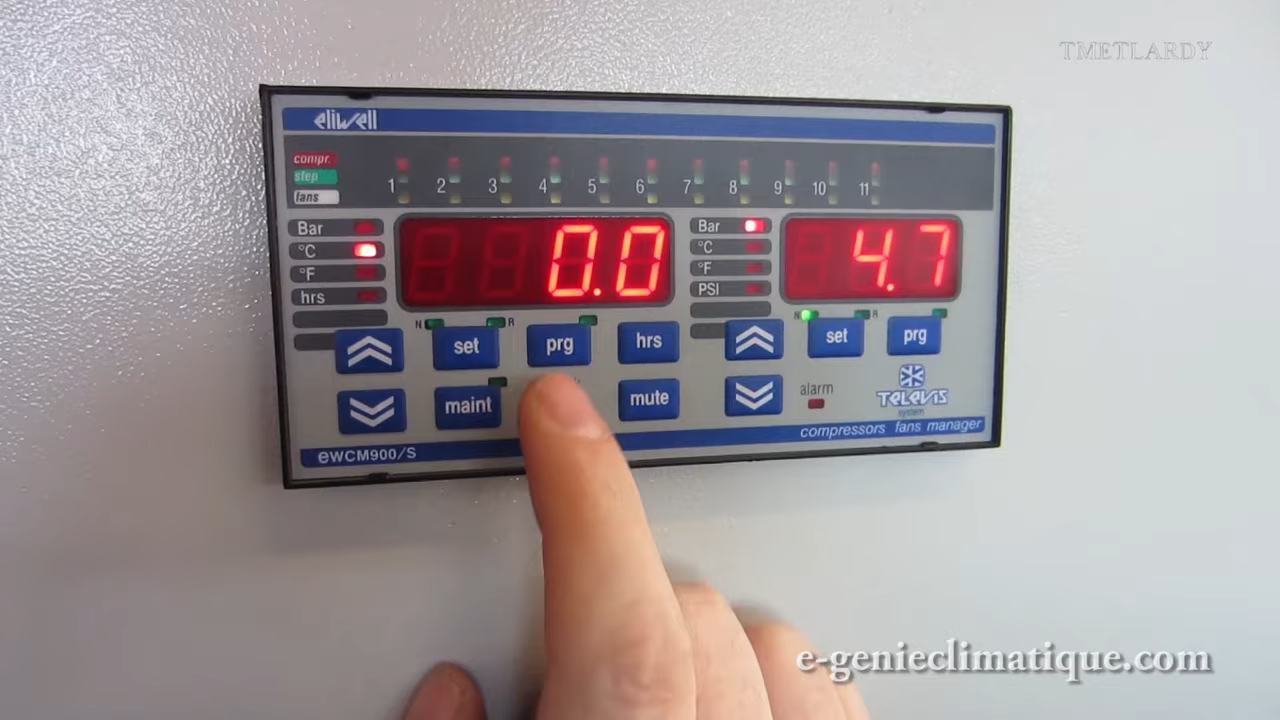 TMETLARDY
eliwell
compr.
step
fans
1 2 3 4 5 6 7 8 9 10 11
Bar
°C
°F
hrs
0.0
Bar
°C
°F
PSI
4.7
N R
set
prg
hrs
N R
set
prg
maint
mute
alarm
TELEVIS
system
compressors fans manager
EWCM900/S
e-genieclimatique.com